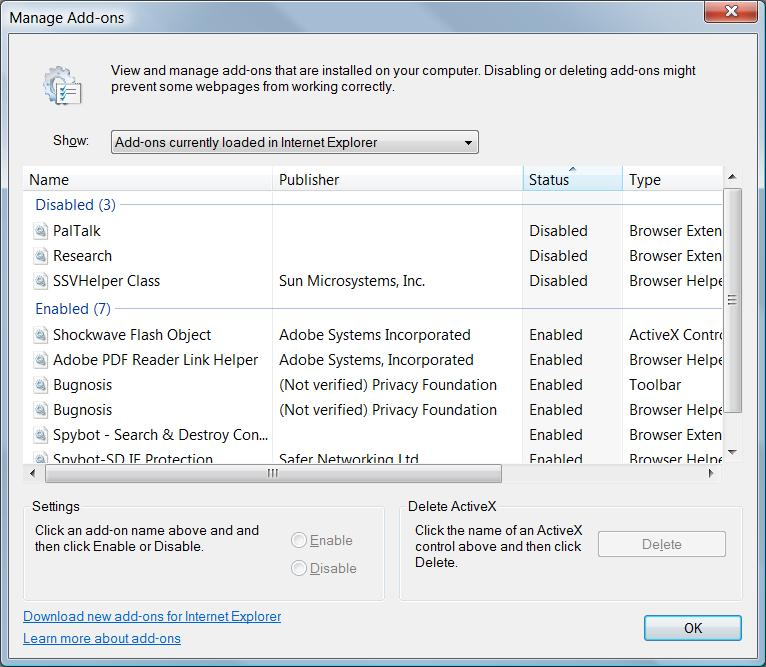 Manage Add-ons
View and manage add-ons that are installed on your computer. Disabling or deleting add-ons might
prevent some webpages from working correctly.
Show: Add-ons currently loaded in Internet Explorer
Name Publisher Status Type
Disabled (3)
PalTalk Disabled Browser Exten
Research Disabled Browser Exten
SSVHelper Class Sun Microsystems, Inc. Disabled Browser Helpe
Enabled (7)
Shockwave Flash Object Adobe Systems Incorporated Enabled ActiveX Contro
Adobe PDF Reader Link Helper Adobe Systems, Incorporated Enabled Browser Helpe
Bugnosis (Not verified) Privacy Foundation Enabled Toolbar
Bugnosis (Not verified) Privacy Foundation Enabled Browser Helpe
Spybot - Search & Destroy Con... Enabled Browser Exten
Spybot-SD IE Protection Safer Networking Ltd. Enabled Browser Helpe
Settings
Click an add-on name above and and
then click Enable or Disable.
Enable
Disable
Delete ActiveX
Click the name of an ActiveX
control above and then click
Delete.
Delete
Download new add-ons for Internet Explorer
Learn more about add-ons
OK